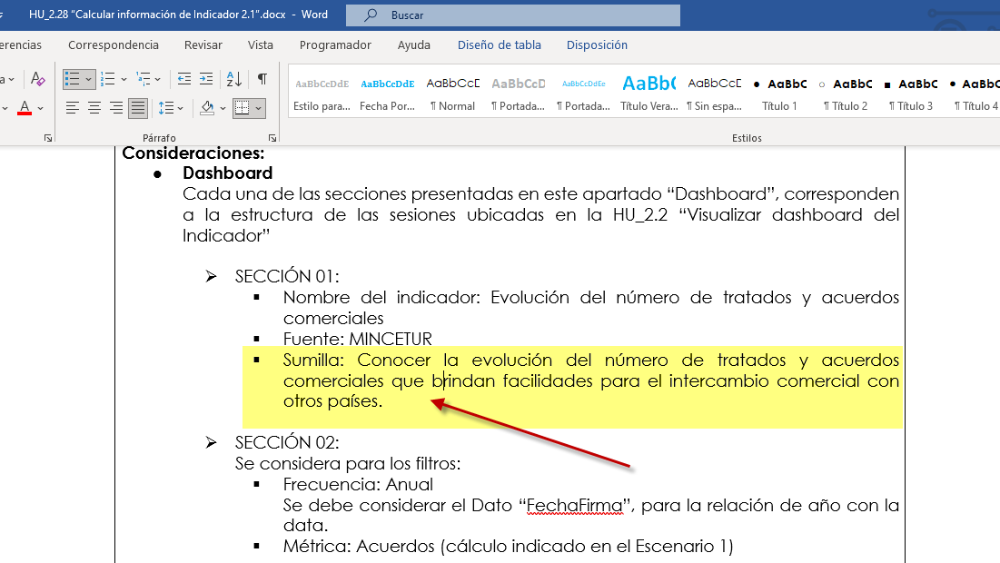 HU_2.28 “Calcular información de Indicador 2.1”.docx - Word
Buscar
erencias Correspondencia Revisar Vista Programador Ayuda Diseño de tabla Disposición
AaBbCcDdE AaBbCcDdE AaBbCcE AaBbCcD AaBbCcDdEe AaBb( AaBbCcE ● AaBbC ○ AaBbC ■ AaBbC ● AaBbC
Estilo para... Fecha Por... ¶ Normal ¶ Portada... ¶ Portada... Título Vera... ¶ Sin espa... Título 1 ¶ Título 2 ¶ Título 3 ¶ Título 4
Párrafo Estilos
Consideraciones:
● Dashboard
Cada una de las secciones presentadas en este apartado “Dashboard”, corresponden
a la estructura de las sesiones ubicadas en la HU_2.2 “Visualizar dashboard del
Indicador”
➢ SECCIÓN 01:
▪ Nombre del indicador: Evolución del número de tratados y acuerdos
comerciales
▪ Fuente: MINCETUR
▪ Sumilla: Conocer la evolución del número de tratados y acuerdos
comerciales que brindan facilidades para el intercambio comercial con
otros países.
➢ SECCIÓN 02:
Se considera para los filtros:
▪ Frecuencia: Anual
Se debe considerar el Dato “FechaFirma”, para la relación de año con la
data.
▪ Métrica: Acuerdos (cálculo indicado en el Escenario 1)